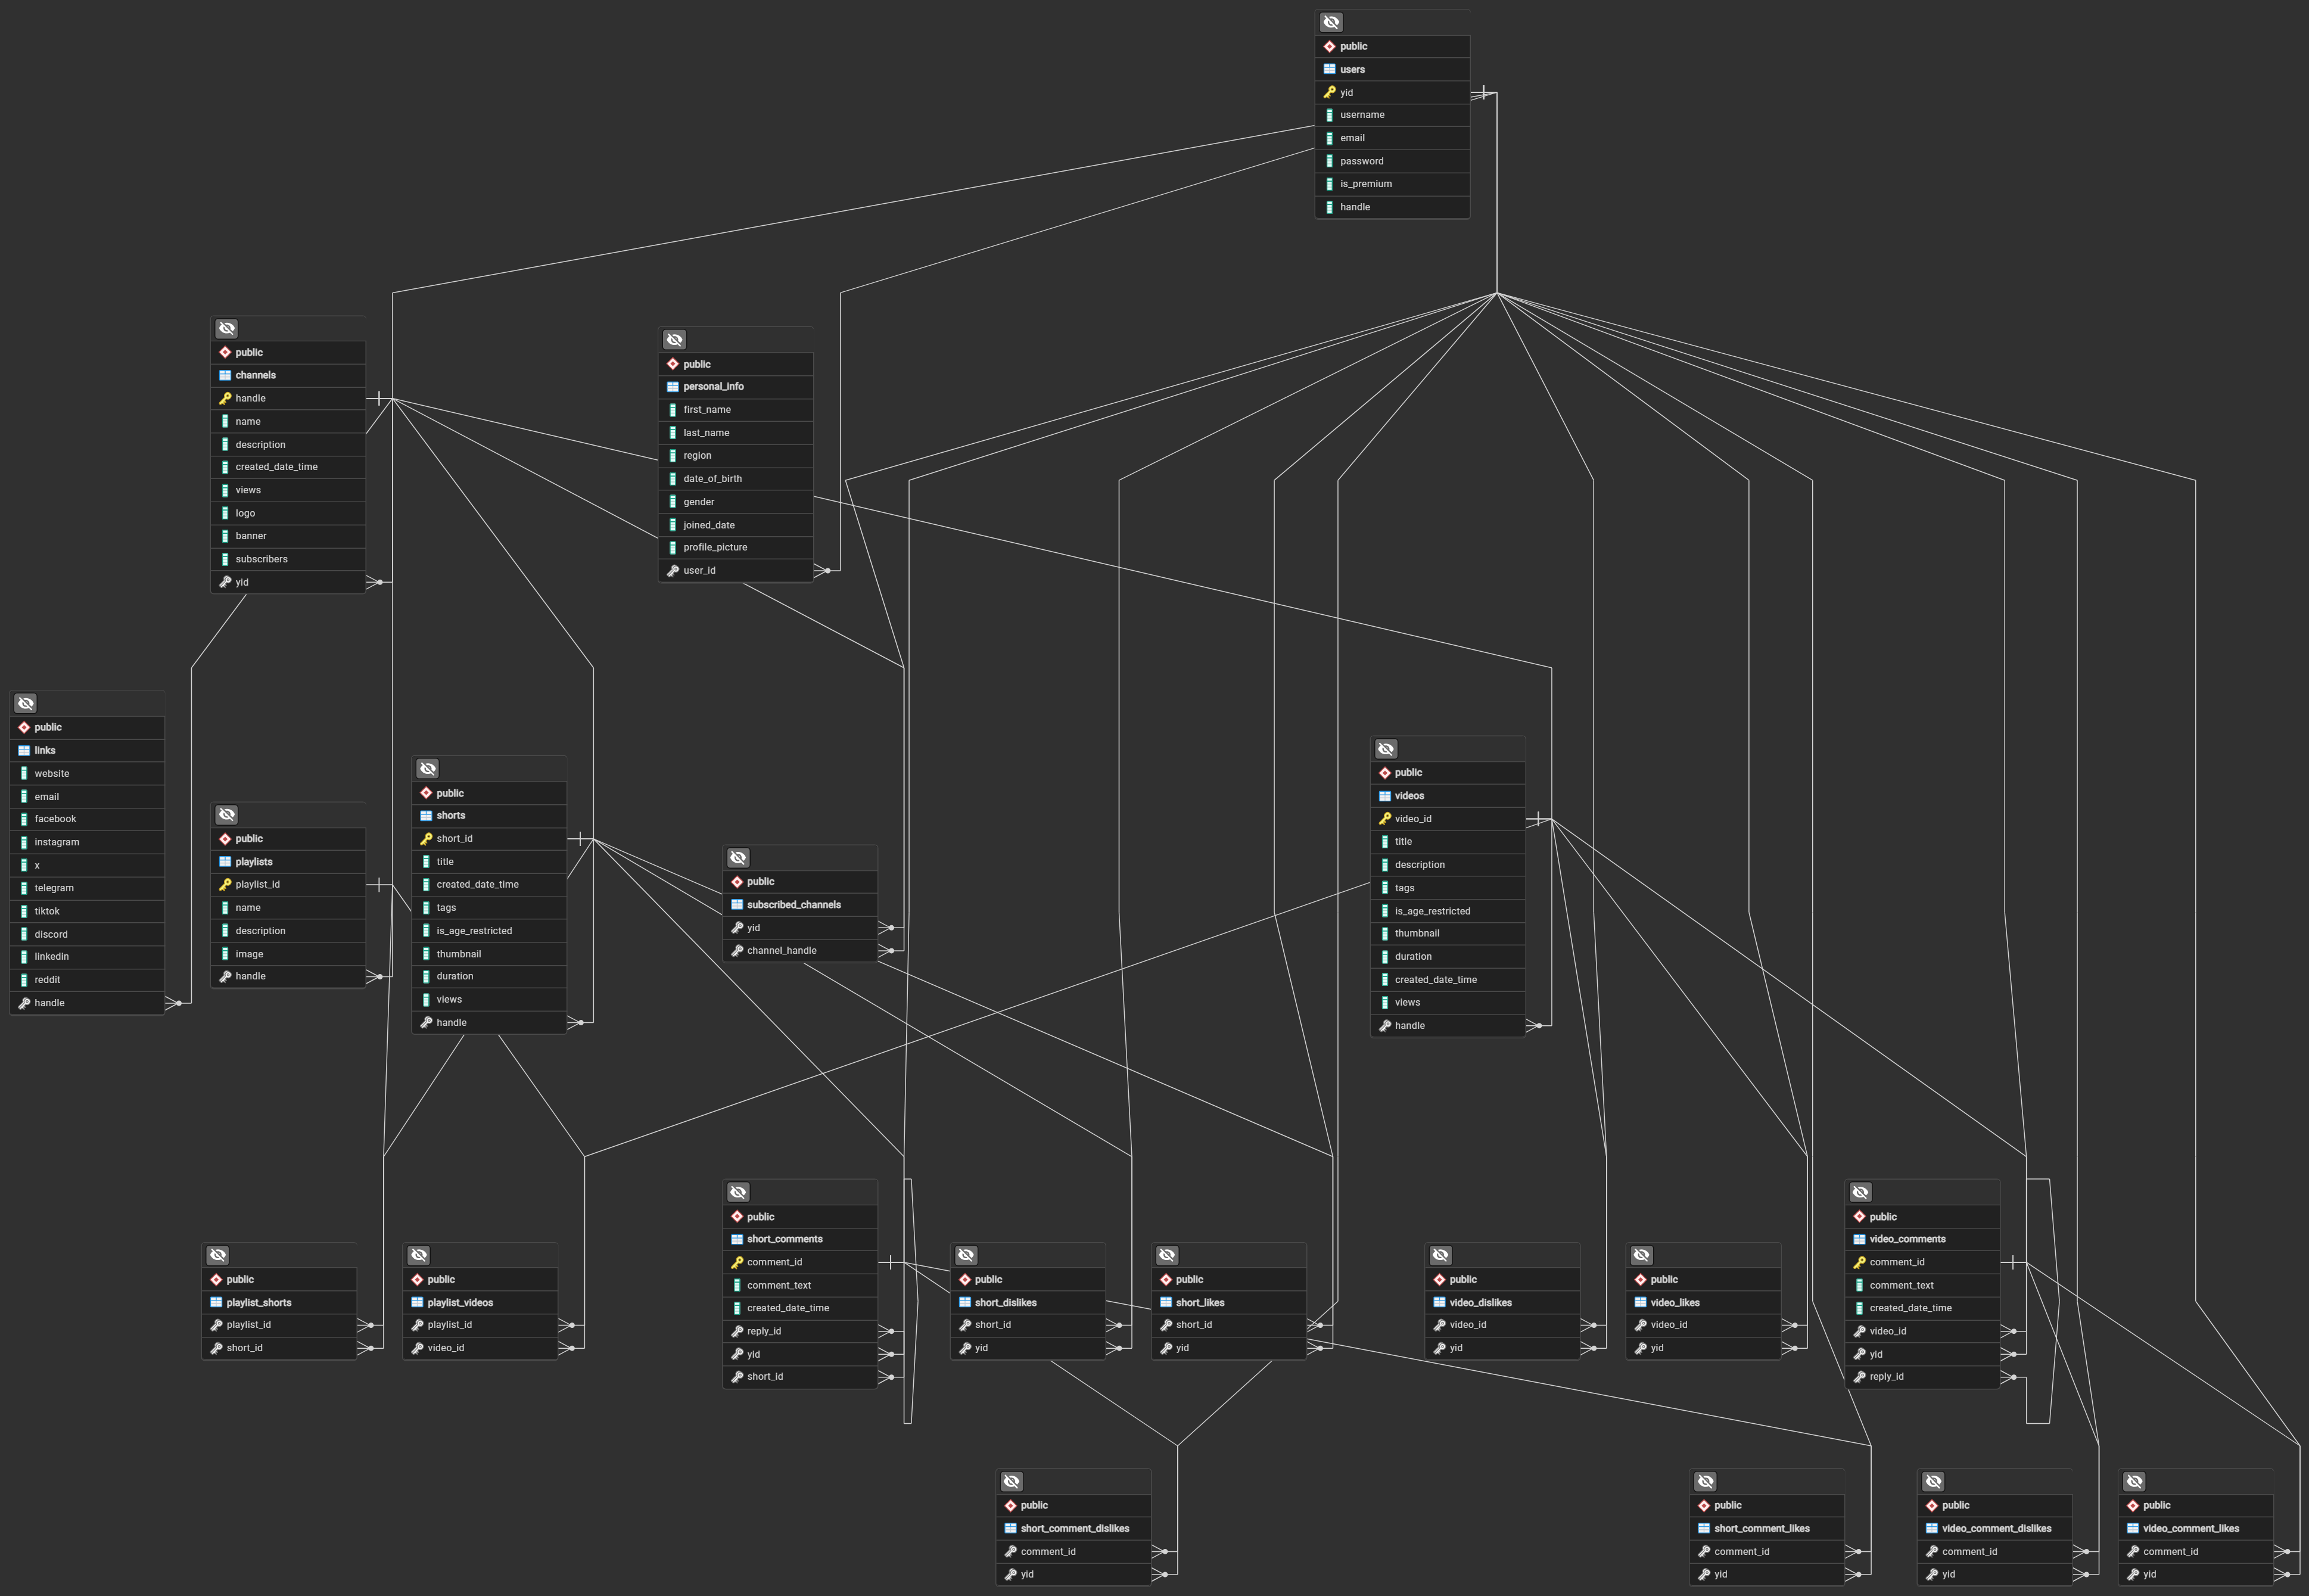 public
users
yid
username
email
password
is_premium
handle
public
channels
handle
name
description
created_date_time
views
logo
banner
subscribers
yid
public
personal_info
first_name
last_name
region
date_of_birth
gender
joined_date
profile_picture
user_id
public
links
website
email
facebook
instagram
x
telegram
tiktok
discord
linkedin
reddit
handle
public
playlists
playlist_id
name
description
image
handle
public
shorts
short_id
title
created_date_time
tags
is_age_restricted
thumbnail
duration
views
handle
public
subscribed_channels
yid
channel_handle
public
videos
video_id
title
description
tags
is_age_restricted
thumbnail
duration
created_date_time
views
handle
public
playlist_shorts
playlist_id
short_id
public
playlist_videos
playlist_id
video_id
public
short_comments
comment_id
comment_text
created_date_time
reply_id
yid
short_id
public
short_dislikes
short_id
yid
public
short_likes
short_id
yid
public
video_dislikes
video_id
yid
public
video_likes
video_id
yid
public
video_comments
comment_id
comment_text
created_date_time
video_id
yid
reply_id
public
short_comment_dislikes
comment_id
yid
public
short_comment_likes
comment_id
yid
public
video_comment_dislikes
comment_id
yid
public
video_comment_likes
comment_id
yid